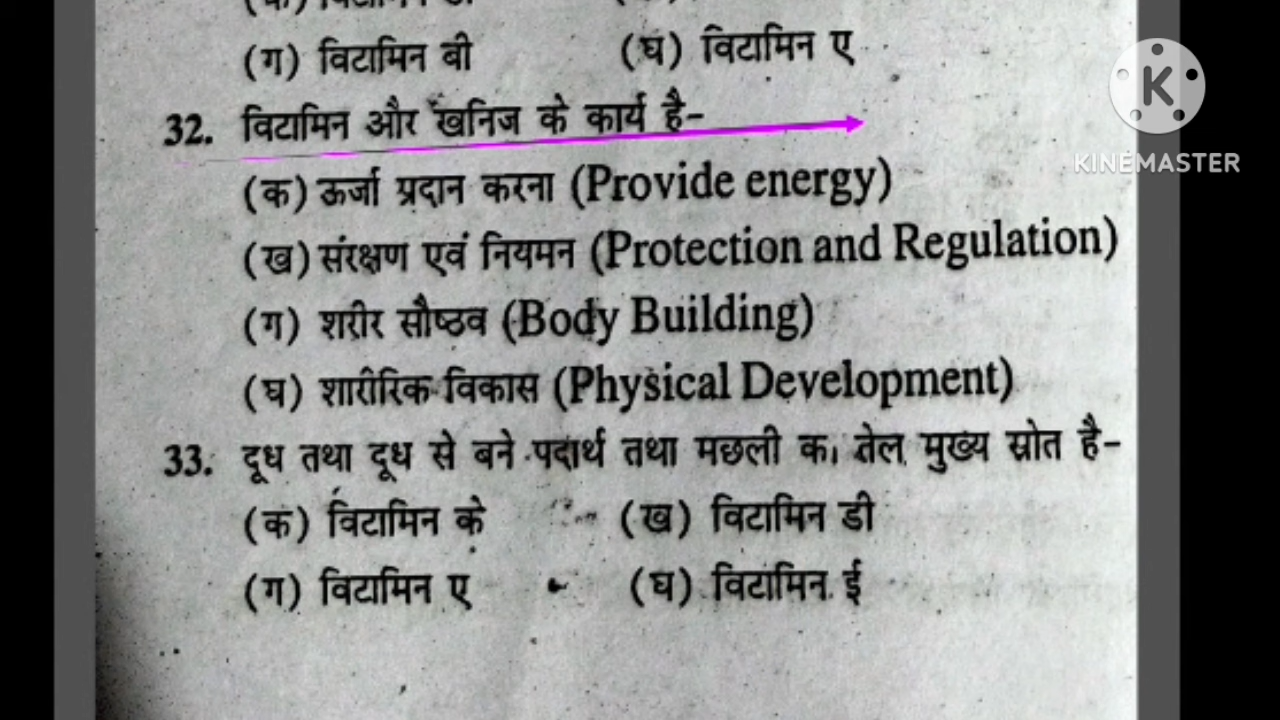 (ग) विटामिन बी (घ) विटामिन ए
32. विटामिन और खनिज के कार्य है-
(क) ऊर्जा प्रदान करना (Provide energy)
(ख) संरक्षण एवं नियमन (Protection and Regulation)
(ग) शरीर सौष्ठव (Body Building)
(घ) शारीरिक विकास (Physical Development)
33. दूध तथा दूध से बने पदार्थ तथा मछली का तेल मुख्य स्रोत है-
(क) विटामिन के (ख) विटामिन डी
(ग) विटामिन ए (घ) विटामिन ई
K
KINEMASTER